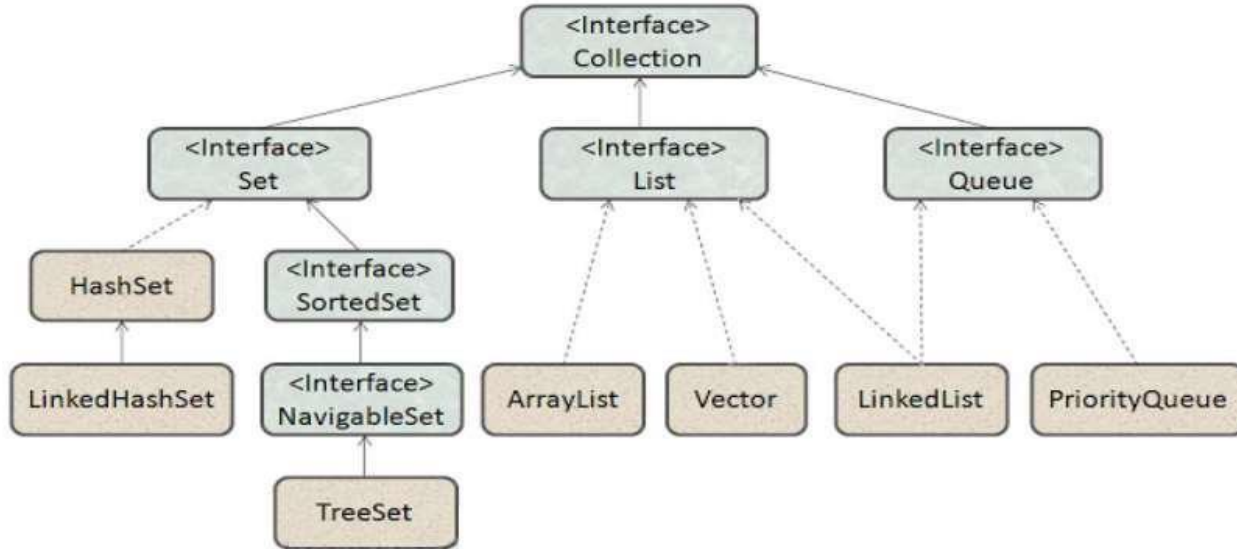 <Interface>
Collection
<Interface>
Set
<Interface>
List
<Interface>
Queue
HashSet
<Interface>
SortedSet
LinkedHashSet
<Interface>
NavigableSet
ArrayList
Vector
LinkedList
PriorityQueue
TreeSet